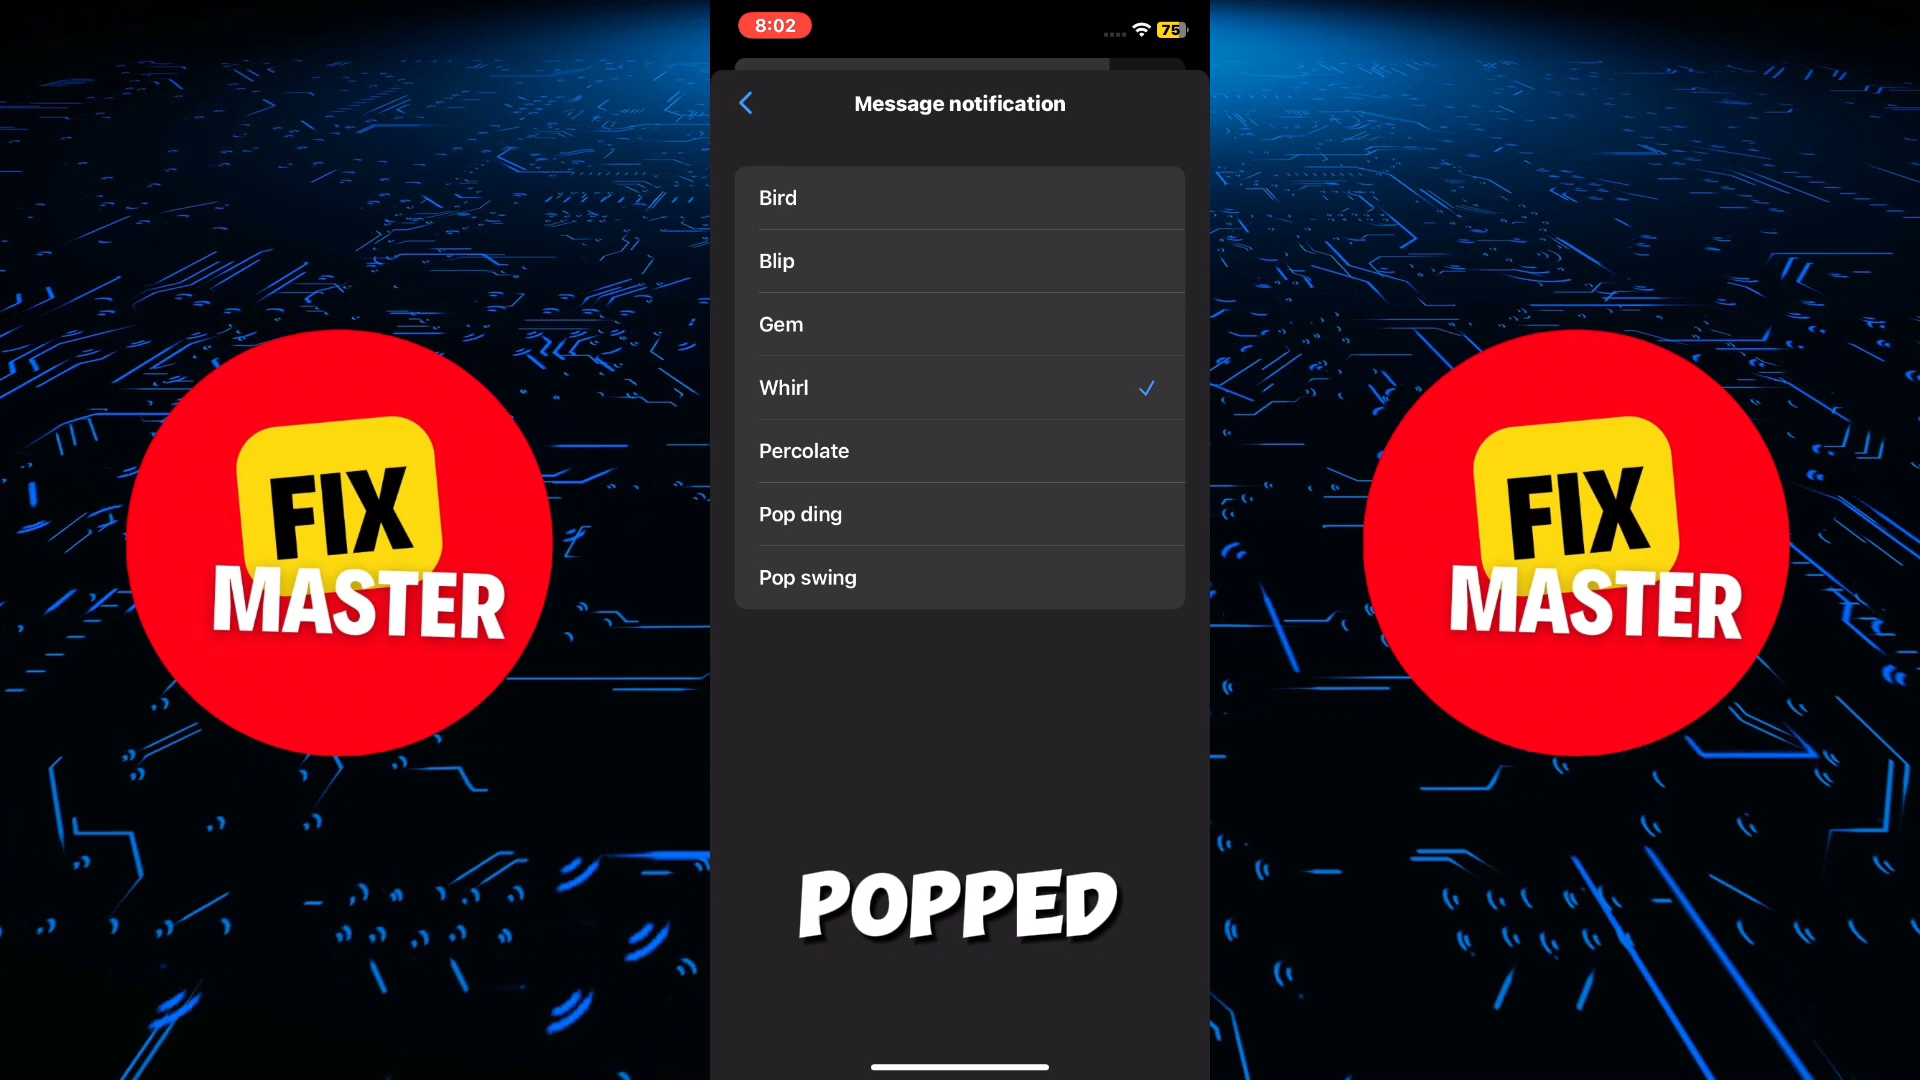 8:02
75
Message notification
Bird
Blip
Gem
Whirl
Percolate
Pop ding
Pop swing
FIX
MASTER
FIX
MASTER
POPPED